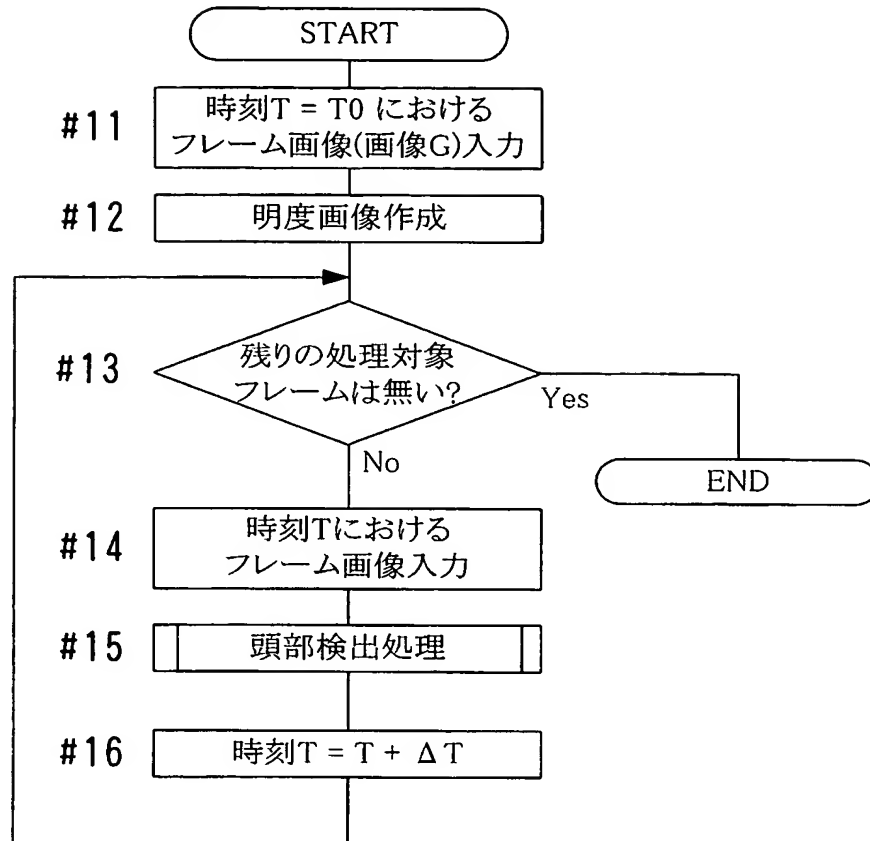 START
#11
時刻T = T0 における
フレーム画像(画像G)入力
#12
明度画像作成
#13
残りの処理対象
フレームは無い?
Yes
No
END
#14
時刻Tにおける
フレーム画像入力
#15
頭部検出処理
#16
時刻T = T + ΔT